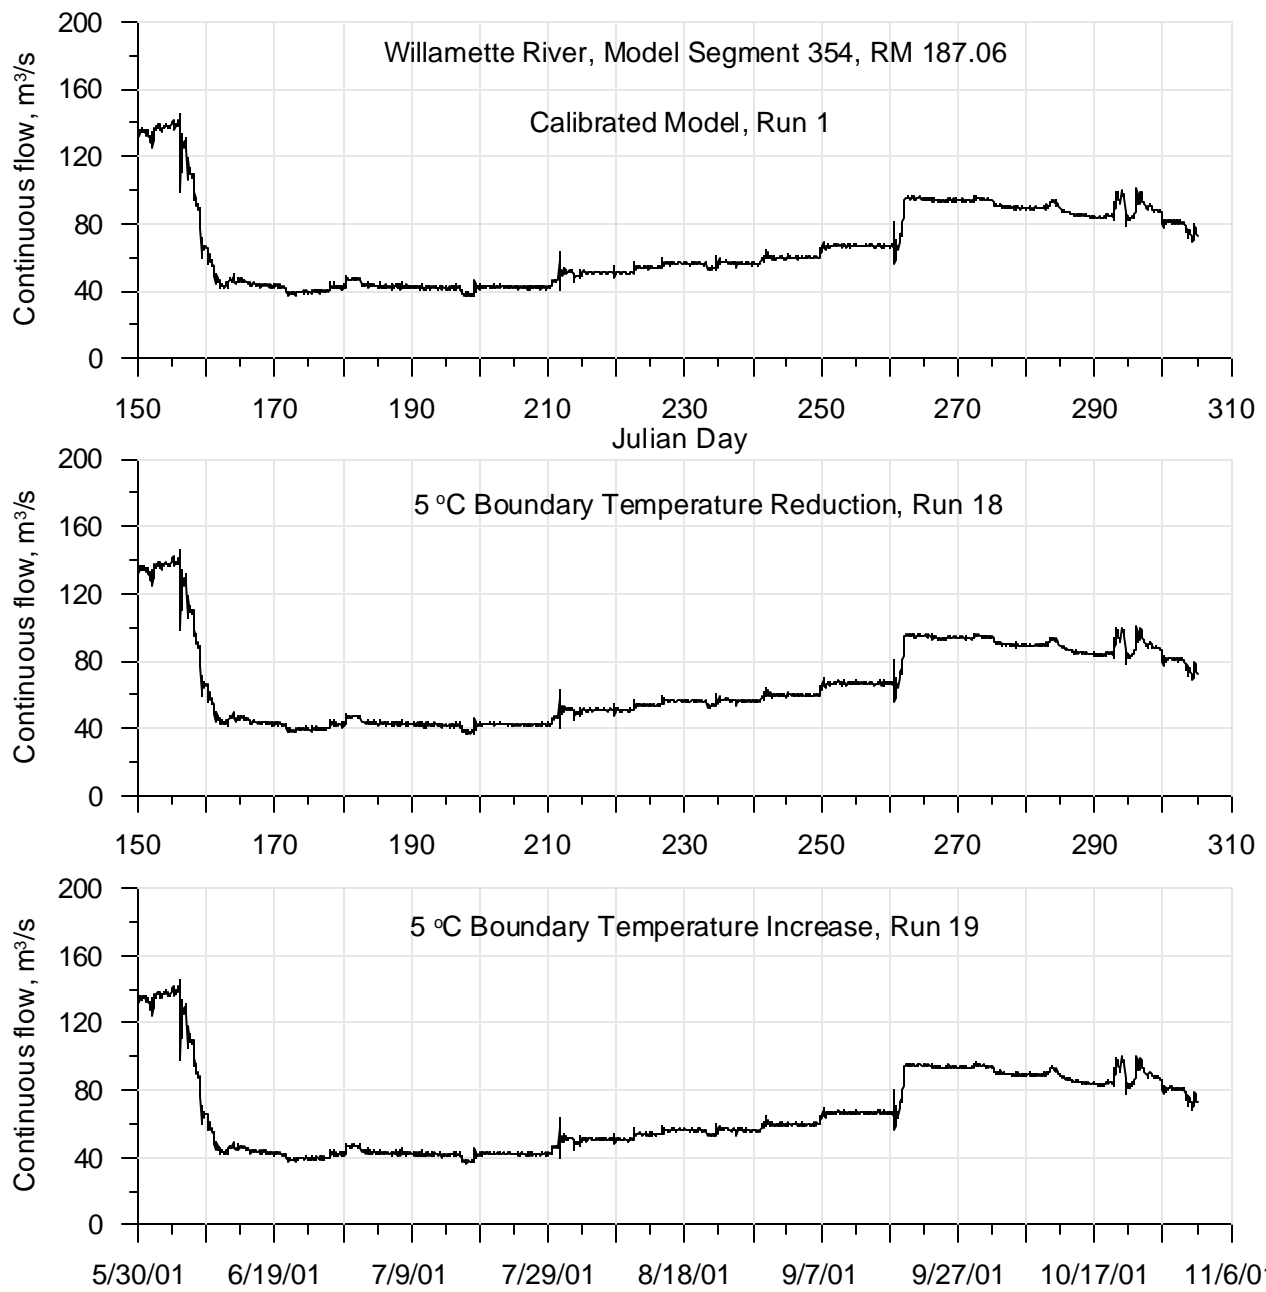 Willamette River, Model Segment 354, RM 187.06
Calibrated Model, Run 1
Continuous flow, m³/s
200
160
120
80
40
0
150 170 190 210 230 250 270 290 310
Julian Day
5 °C Boundary Temperature Reduction, Run 18
Continuous flow, m³/s
200
160
120
80
40
0
150 170 190 210 230 250 270 290 310
5 °C Boundary Temperature Increase, Run 19
Continuous flow, m³/s
200
160
120
80
40
0
5/30/01 6/19/01 7/9/01 7/29/01 8/18/01 9/7/01 9/27/01 10/17/01 11/6/0